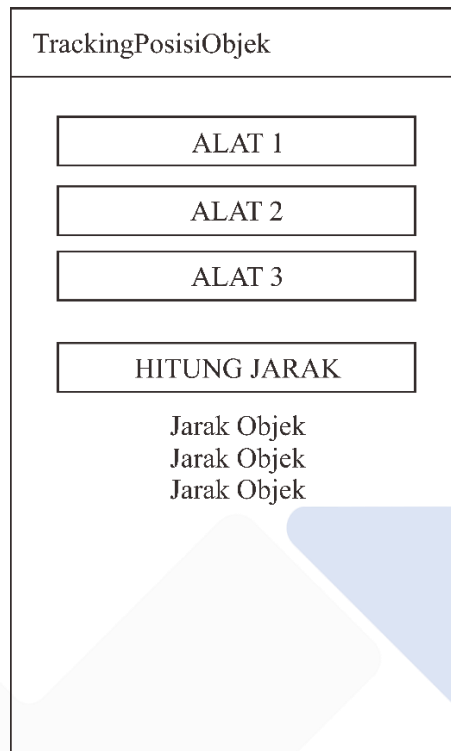 TrackingPosisiObjek
ALAT 1
ALAT 2
ALAT 3
HITUNG JARAK
Jarak Objek
Jarak Objek
Jarak Objek